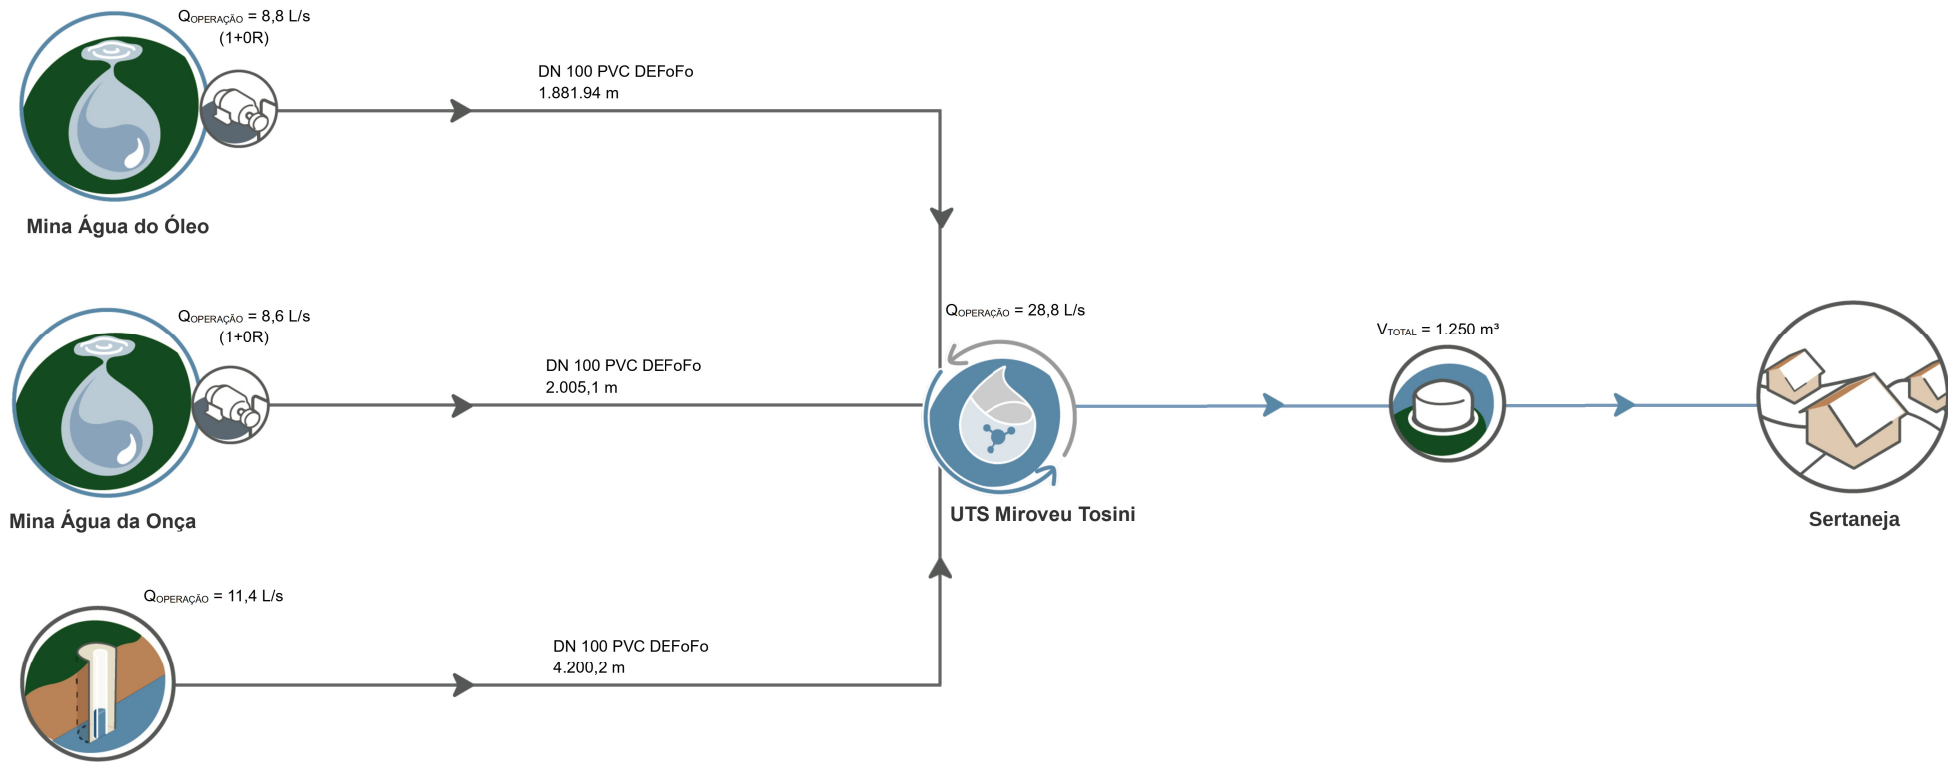 QOPERAÇÃO = 8,8 L/s
(1+0R)
DN 100 PVC DEFoFo
1.881.94 m
Mina Água do Óleo
QOPERAÇÃO = 8,6 L/s
(1+0R)
DN 100 PVC DEFoFo
2.005,1 m
Mina Água da Onça
QOPERAÇÃO = 28,8 L/s
UTS Miroveu Tosini
VTOTAL = 1.250 m³
Sertaneja
QOPERAÇÃO = 11,4 L/s
DN 100 PVC DEFoFo
4.200,2 m